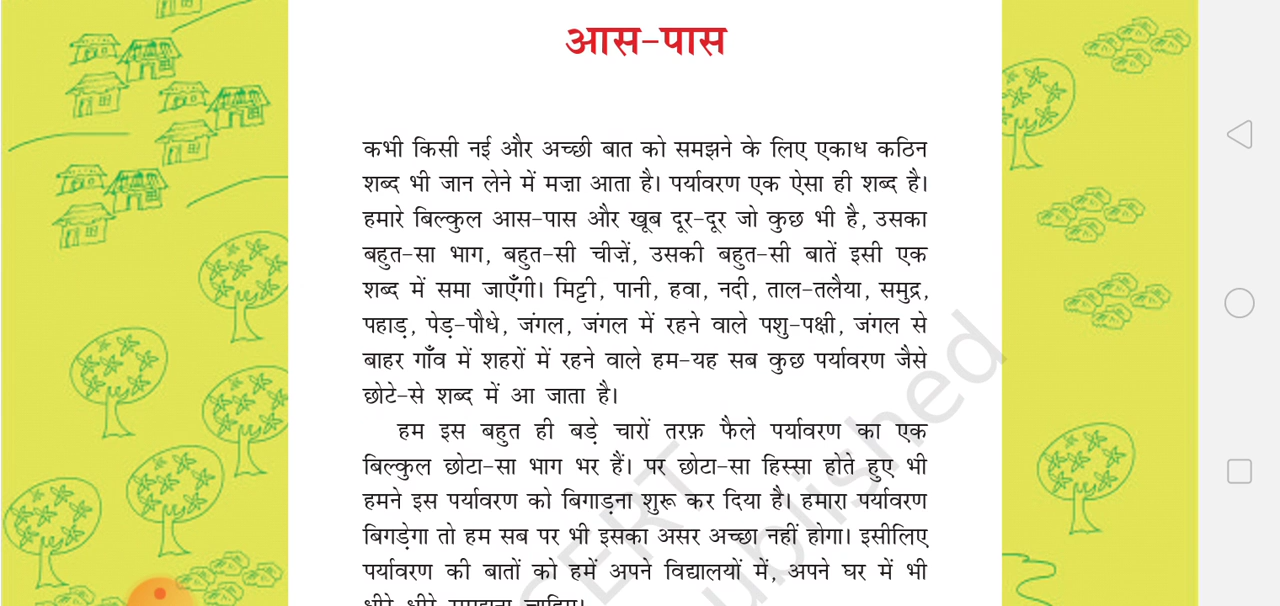 आस-पास
कभी किसी नई और अच्छी बात को समझने के लिए एकाध कठिन
शब्द भी जान लेने में मज़ा आता है। पर्यावरण एक ऐसा ही शब्द है।
हमारे बिल्कुल आस-पास और खूब दूर-दूर जो कुछ भी है, उसका
बहुत-सा भाग, बहुत-सी चीजें, उसकी बहुत-सी बातें इसी एक
शब्द में समा जाएँगी। मिट्टी, पानी, हवा, नदी, ताल-तलैया, समुद्र,
पहाड़, पेड़-पौधे, जंगल, जंगल में रहने वाले पशु-पक्षी, जंगल से
बाहर गाँव में शहरों में रहने वाले हम-यह सब कुछ पर्यावरण जैसे
छोटे-से शब्द में आ जाता है।
हम इस बहुत ही बड़े चारों तरफ़ फैले पर्यावरण का एक
बिल्कुल छोटा-सा भाग भर हैं। पर छोटा-सा हिस्सा होते हुए भी
हमने इस पर्यावरण को बिगाड़ना शुरू कर दिया है। हमारा पर्यावरण
बिगड़ेगा तो हम सब पर भी इसका असर अच्छा नहीं होगा। इसीलिए
पर्यावरण की बातों को हमें अपने विद्यालयों में, अपने घर में भी